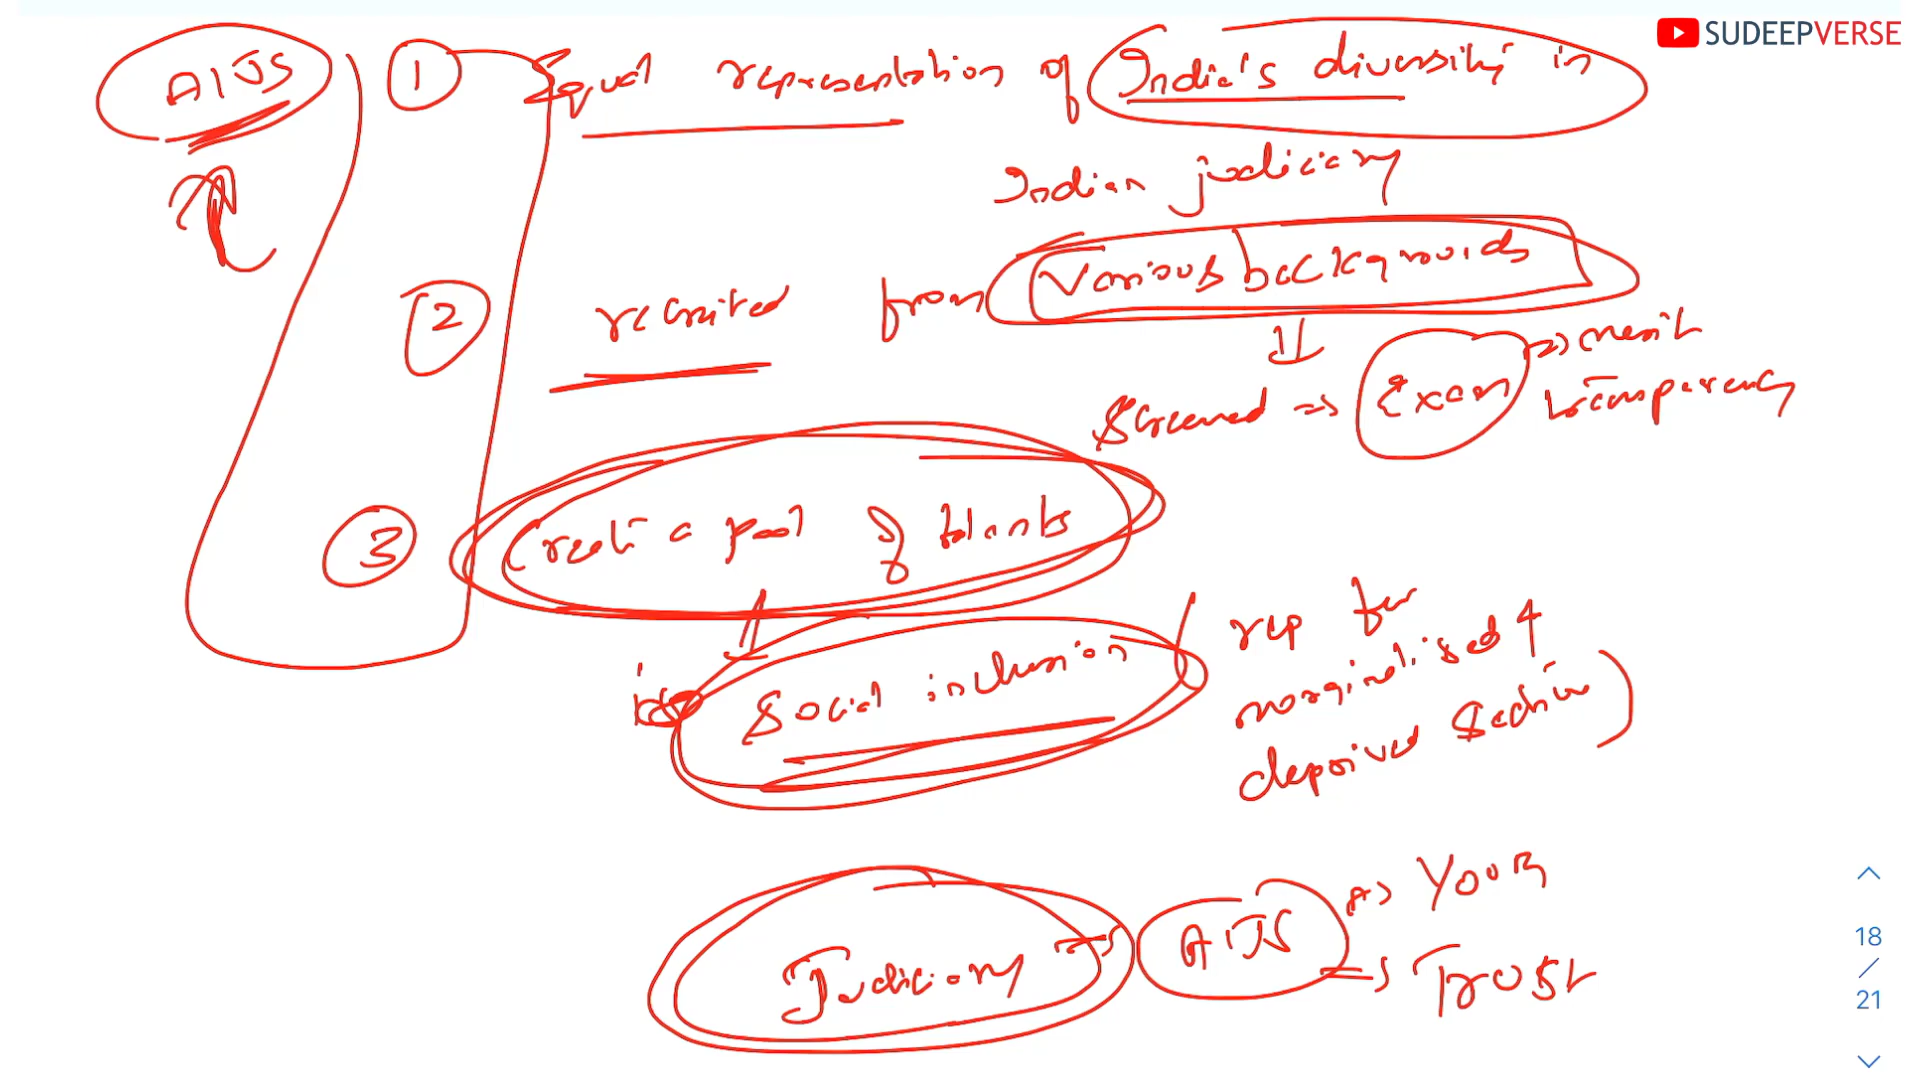 SUDEEPVERSE
AIJS
1 Equal representation of India's diversity in
Indian judiciary
2 recruited from various backgrounds
screened => Exam => merit
transparency
3 Create a pool of talents
Social inclusion
rep for
marginalised &
deprived section)
Judiciary => AIJS => Your
=> Trust
18
/
21